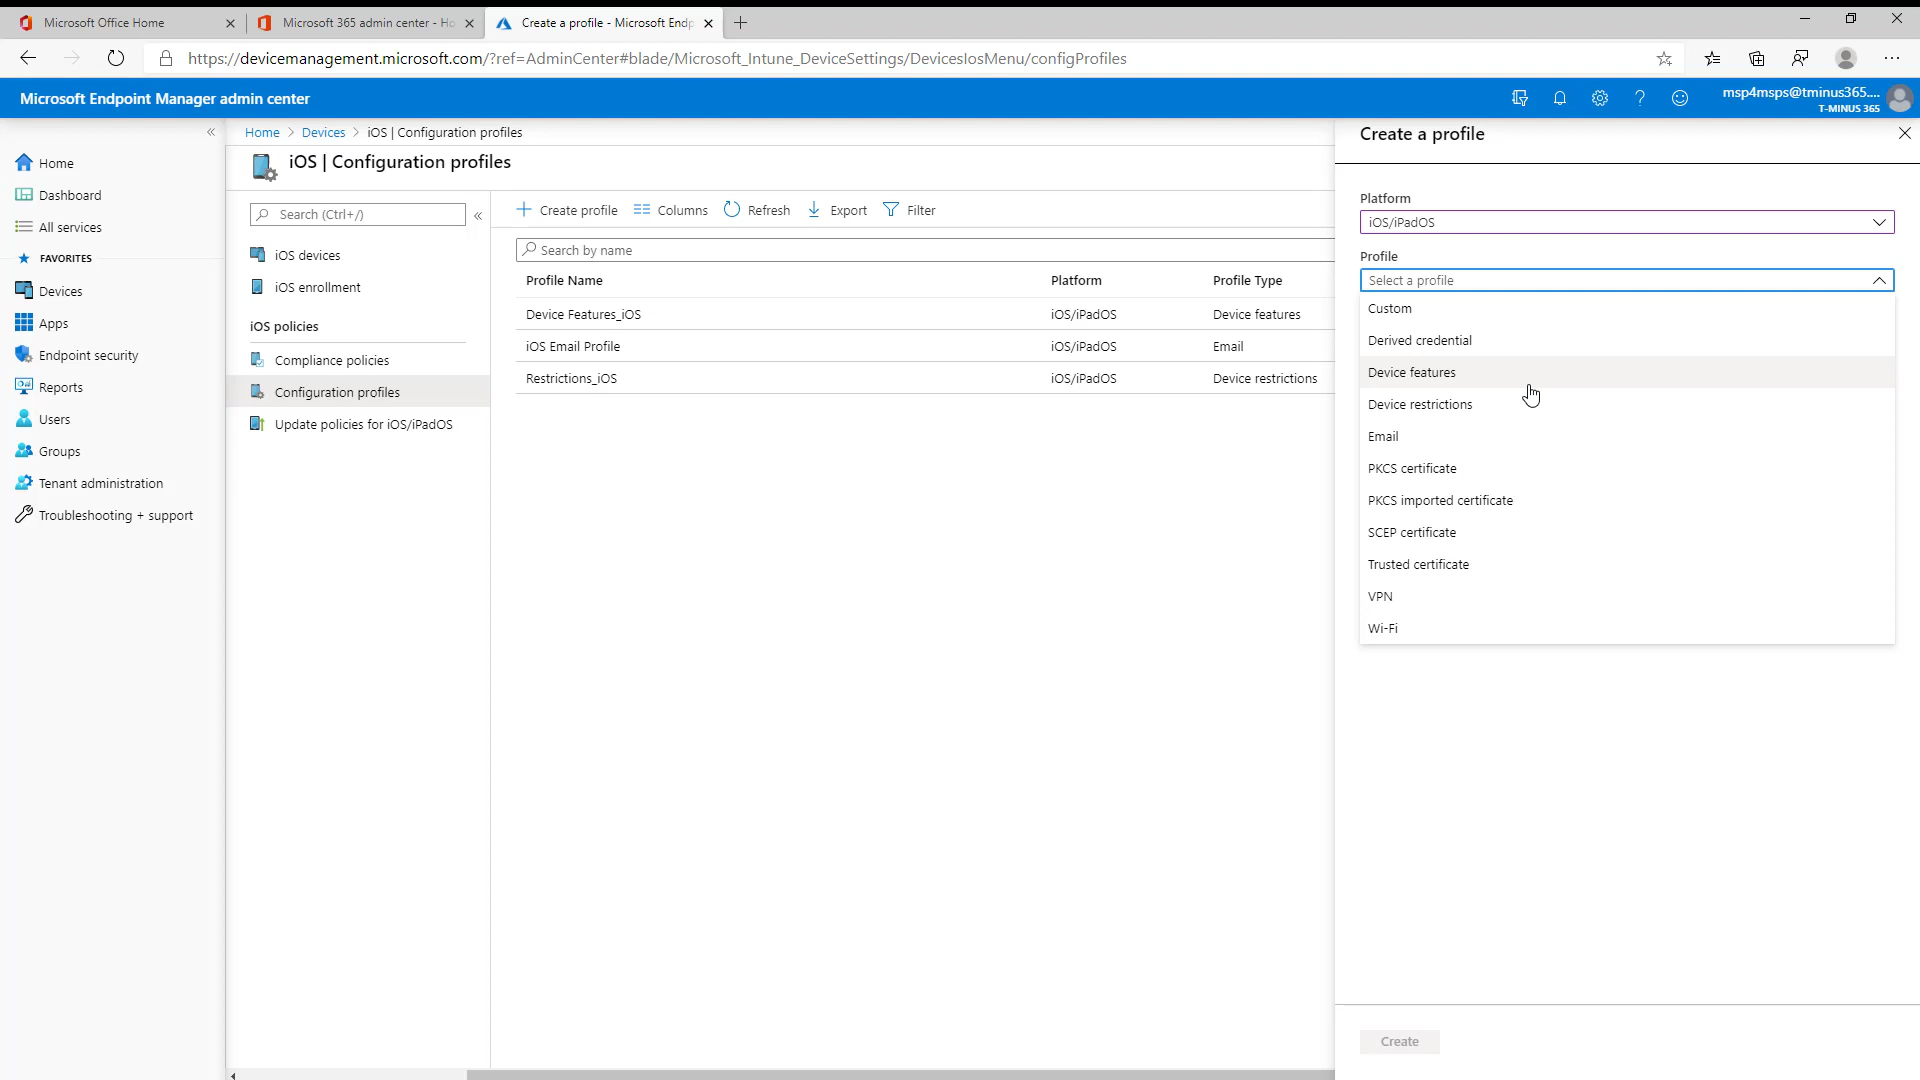 Microsoft Office Home
Microsoft 365 admin center - Ho
Create a profile - Microsoft Endp
https://devicemanagement.microsoft.com/?ref=AdminCenter#blade/Microsoft_Intune_DeviceSettings/DevicesIosMenu/configProfiles
Microsoft Endpoint Manager admin center
msp4msps@tminus365....
T-MINUS 365
Home
Dashboard
All services
FAVORITES
Devices
Apps
Endpoint security
Reports
Users
Groups
Tenant administration
Troubleshooting + support
Home > Devices > iOS | Configuration profiles
iOS | Configuration profiles
Search (Ctrl+/)
iOS devices
iOS enrollment
iOS policies
Compliance policies
Configuration profiles
Update policies for iOS/iPadOS
Create profile Columns Refresh Export Filter
Search by name
Profile Name Platform Profile Type
Device Features_iOS iOS/iPadOS Device features
iOS Email Profile iOS/iPadOS Email
Restrictions_iOS iOS/iPadOS Device restrictions
Create a profile
Platform
iOS/iPadOS
Profile
Select a profile
Custom
Derived credential
Device features
Device restrictions
Email
PKCS certificate
PKCS imported certificate
SCEP certificate
Trusted certificate
VPN
Wi-Fi
Create